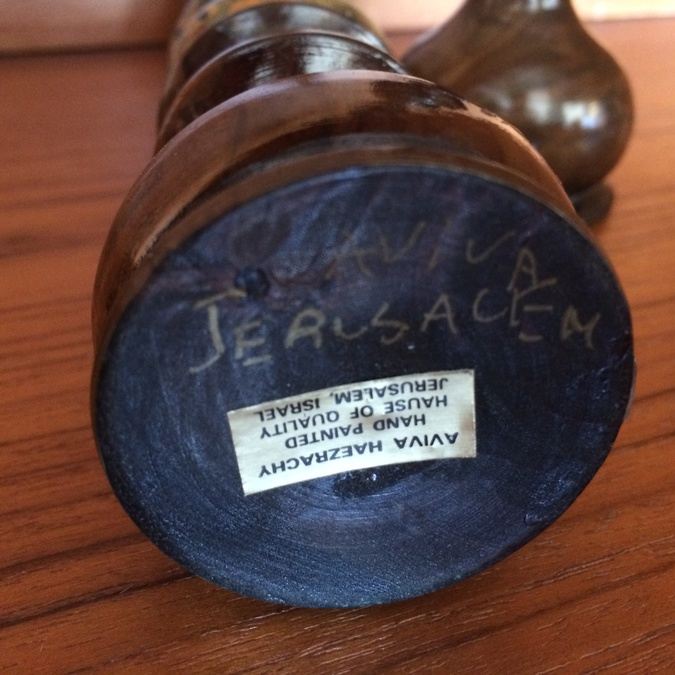 AVIVA
JERUSALEM
AVIVA HAEZRACHY
HAND PAINTED
HAUSE OF QUALITY
JERUSALEM, ISRAEL